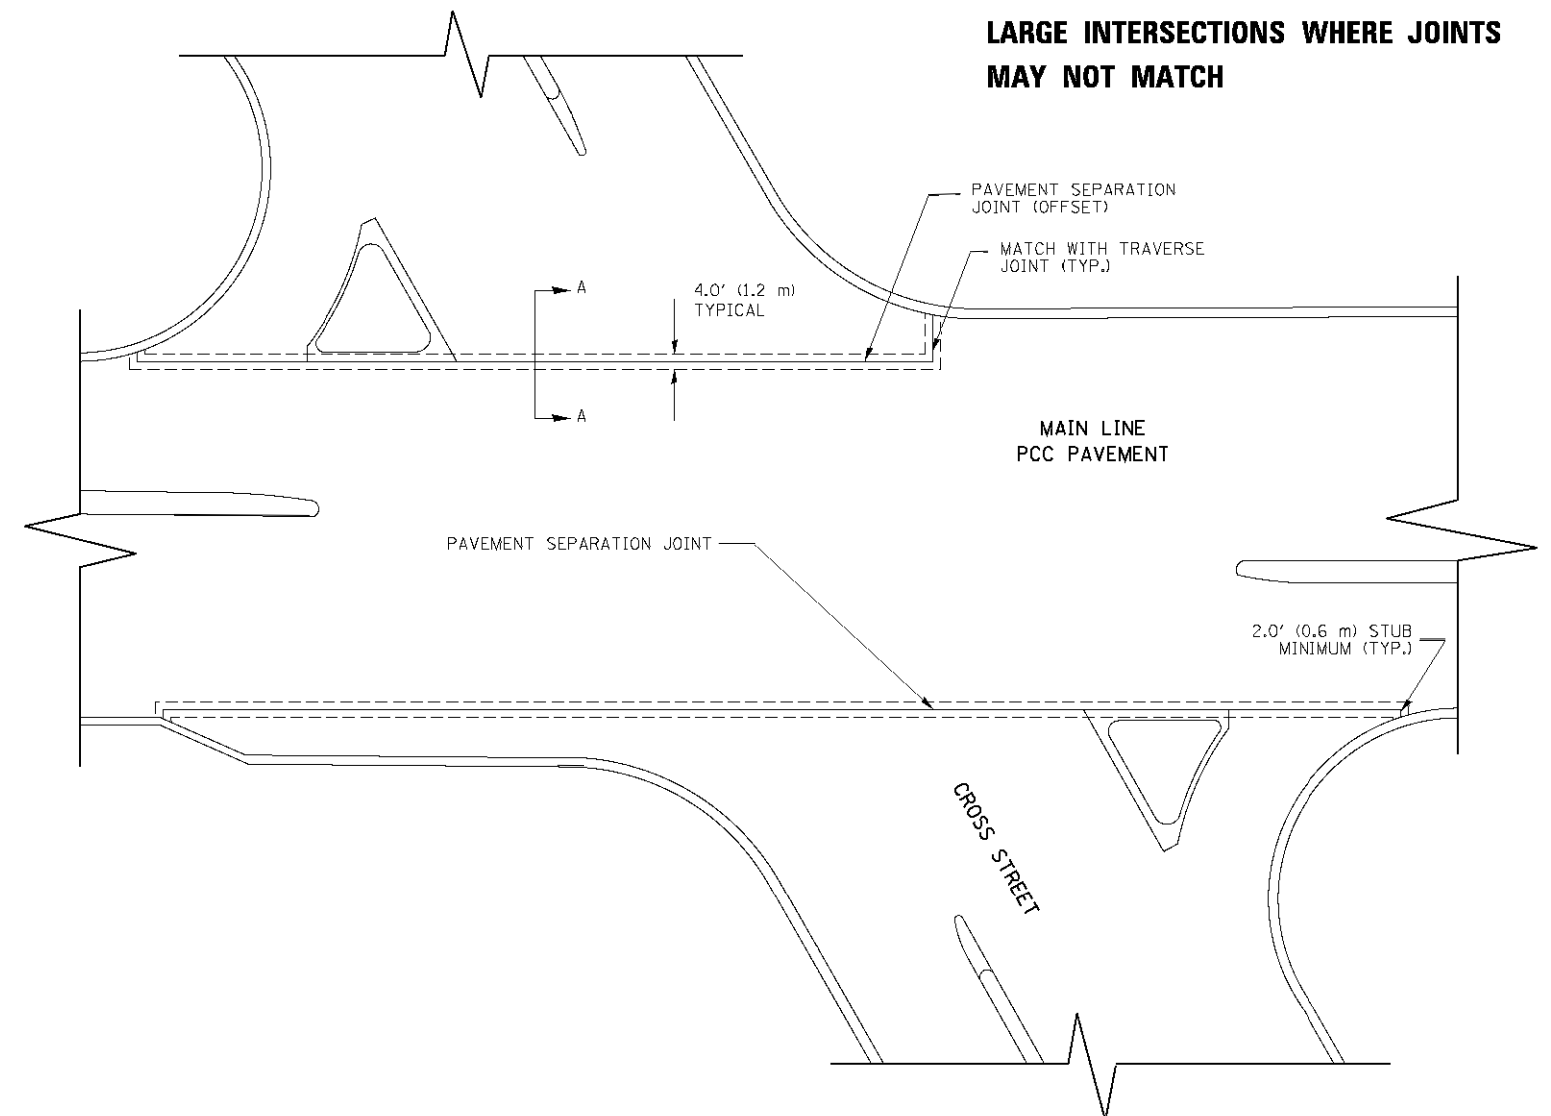 LARGE INTERSECTIONS WHERE JOINTS
MAY NOT MATCH
PAVEMENT SEPARATION
JOINT (OFFSET)
MATCH WITH TRAVERSE
JOINT (TYP.)
A
4.0' (1.2 m)
TYPICAL
A
MAIN LINE
PCC PAVEMENT
PAVEMENT SEPARATION JOINT
2.0' (0.6 m) STUB
MINIMUM (TYP.)
CROSS STREET